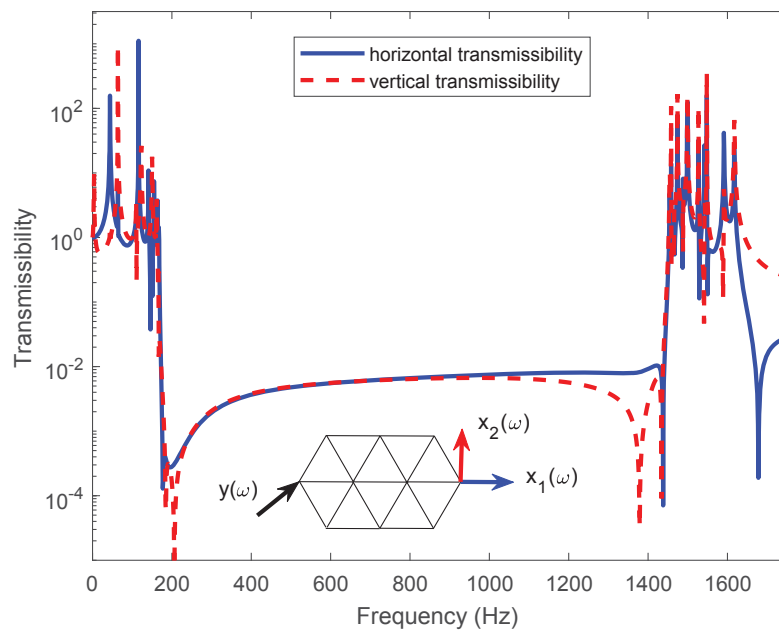 horizontal transmissibility
vertical transmissibility
Transmissibility
10^2
10^0
10^-2
10^-4
y(ω)
x_2(ω)
x_1(ω)
0 200 400 600 800 1000 1200 1400 1600
Frequency (Hz)